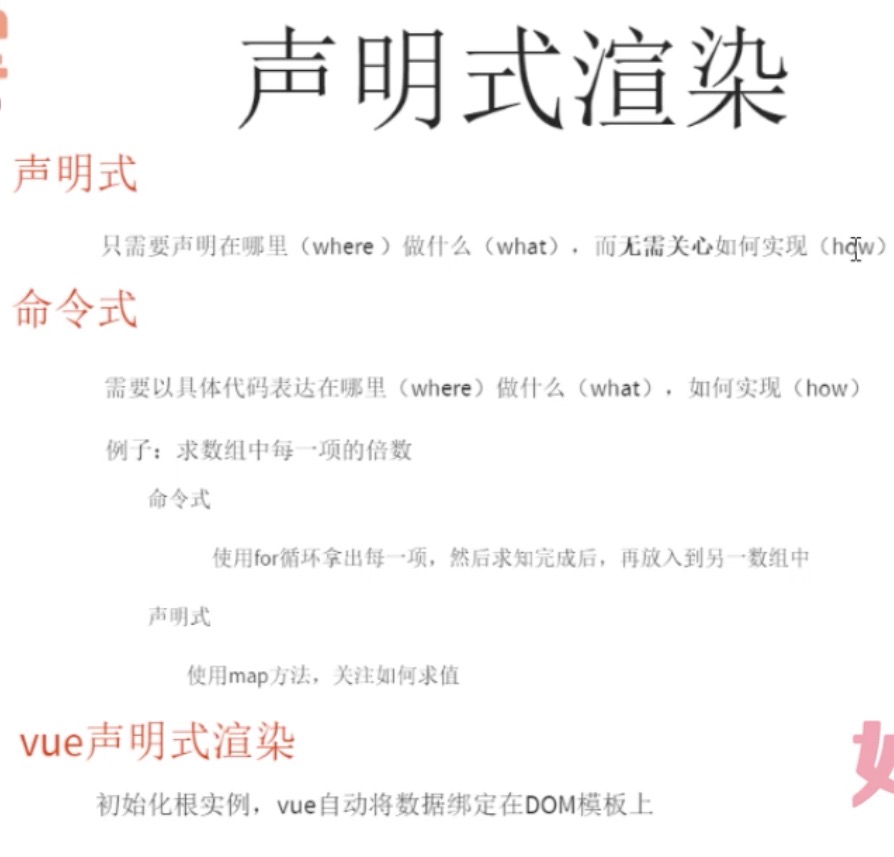 声明式渲染
声明式
只需要声明在哪里（where ）做什么（what），而无需关心如何实现（how）
命令式
需要以具体代码表达在哪里（where）做什么（what），如何实现（how）
例子：求数组中每一项的倍数
命令式
使用for循环拿出每一项，然后求知完成后，再放入到另一数组中
声明式
使用map方法，关注如何求值
vue声明式渲染
初始化根实例，vue自动将数据绑定在DOM模板上